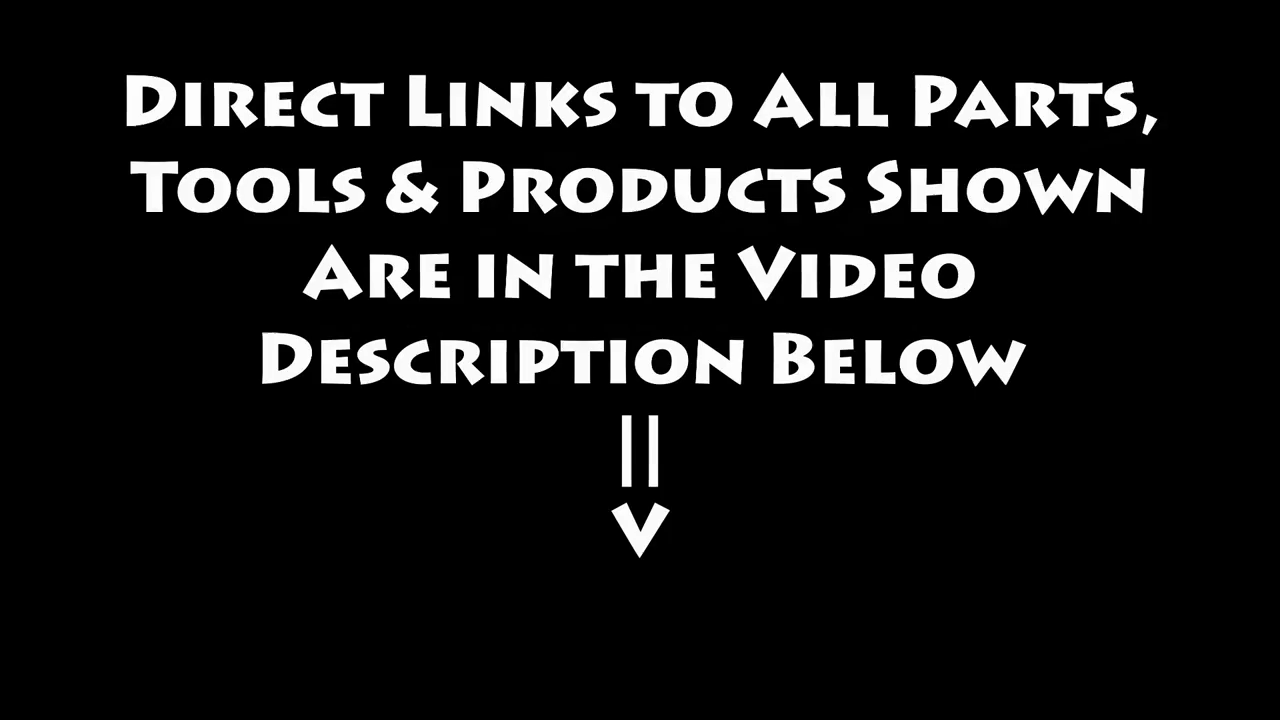 Direct Links to All Parts,
Tools & Products Shown
Are in the Video
Description Below
||
V